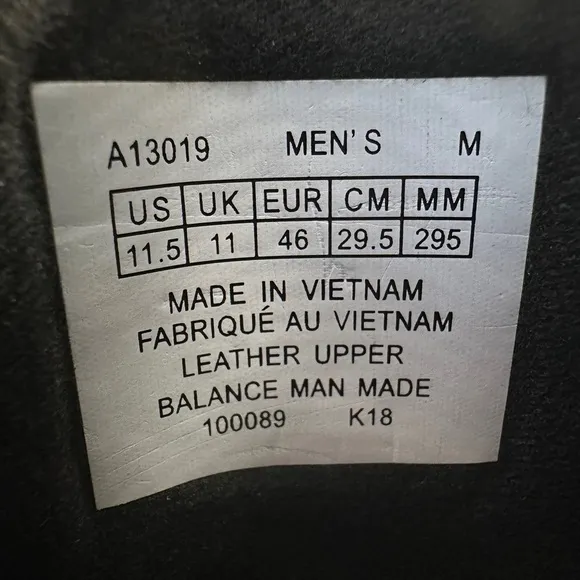 A13019 MEN'S M
US UK EUR CM MM
11.5 11 46 29.5 295
MADE IN VIETNAM
FABRIQUÉ AU VIETNAM
LEATHER UPPER
BALANCE MAN MADE
100089 K18